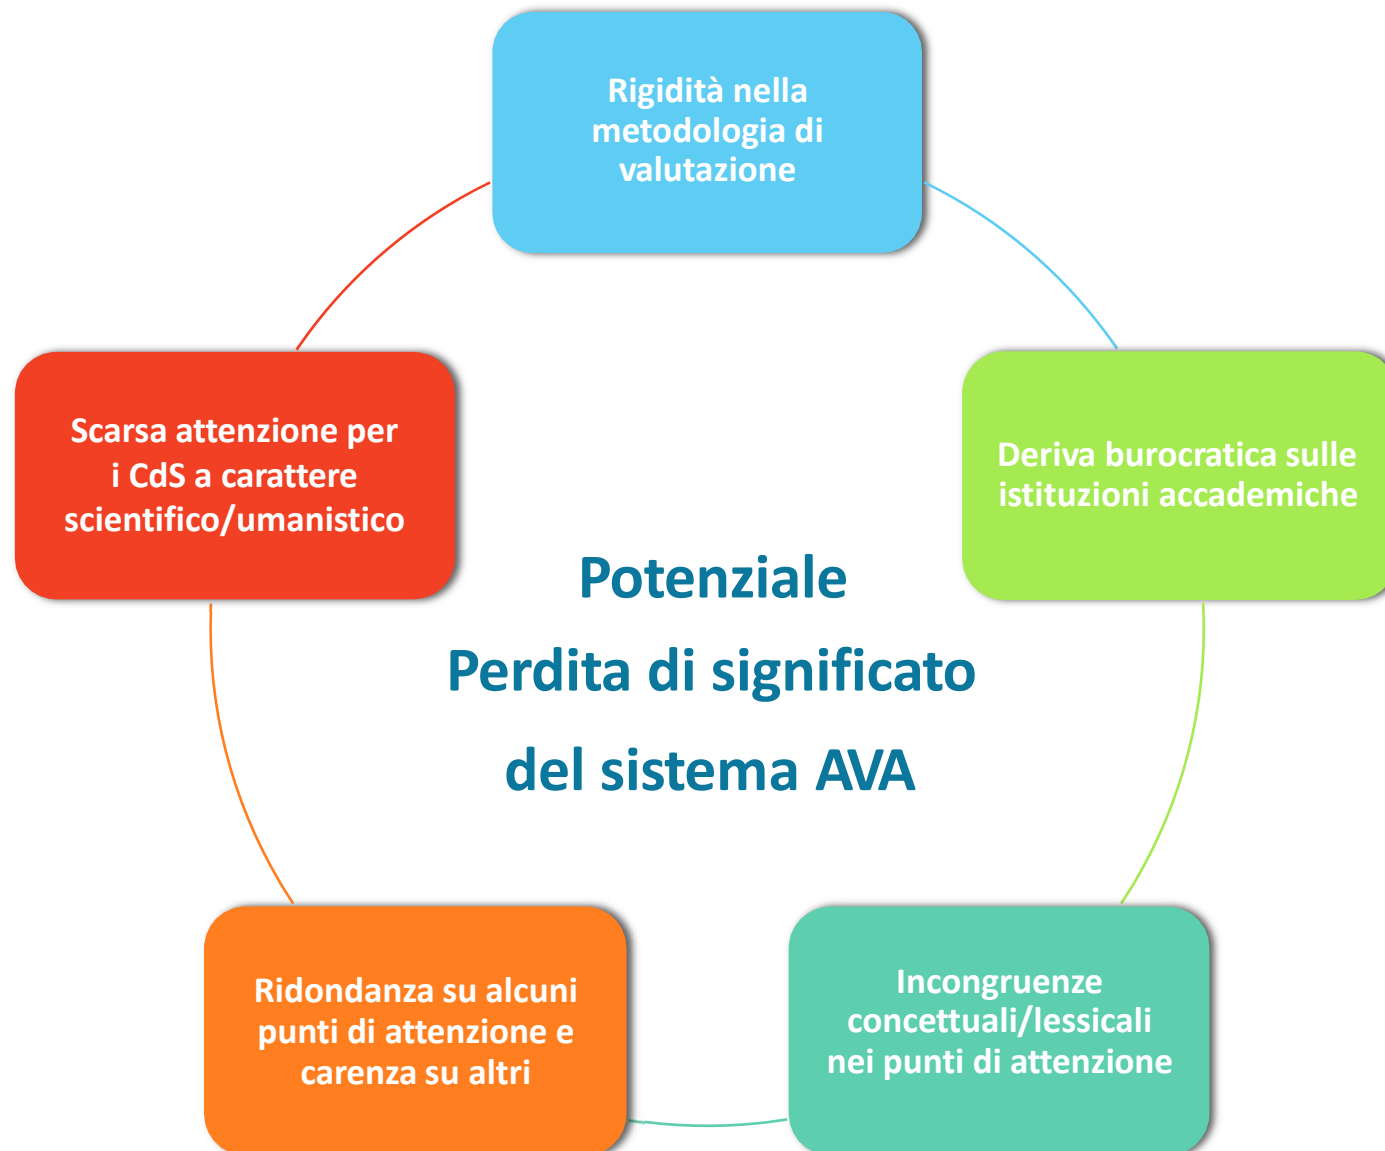 Rigidità nella
metodologia di
valutazione
Scarsa attenzione per
i CdS a carattere
scientifico/umanistico
Deriva burocratica sulle
istituzioni accademiche
Potenziale
Perdita di significato
del sistema AVA
Ridondanza su alcuni
punti di attenzione e
carenza su altri
Incongruenze
concettuali/lessicali
nei punti di attenzione